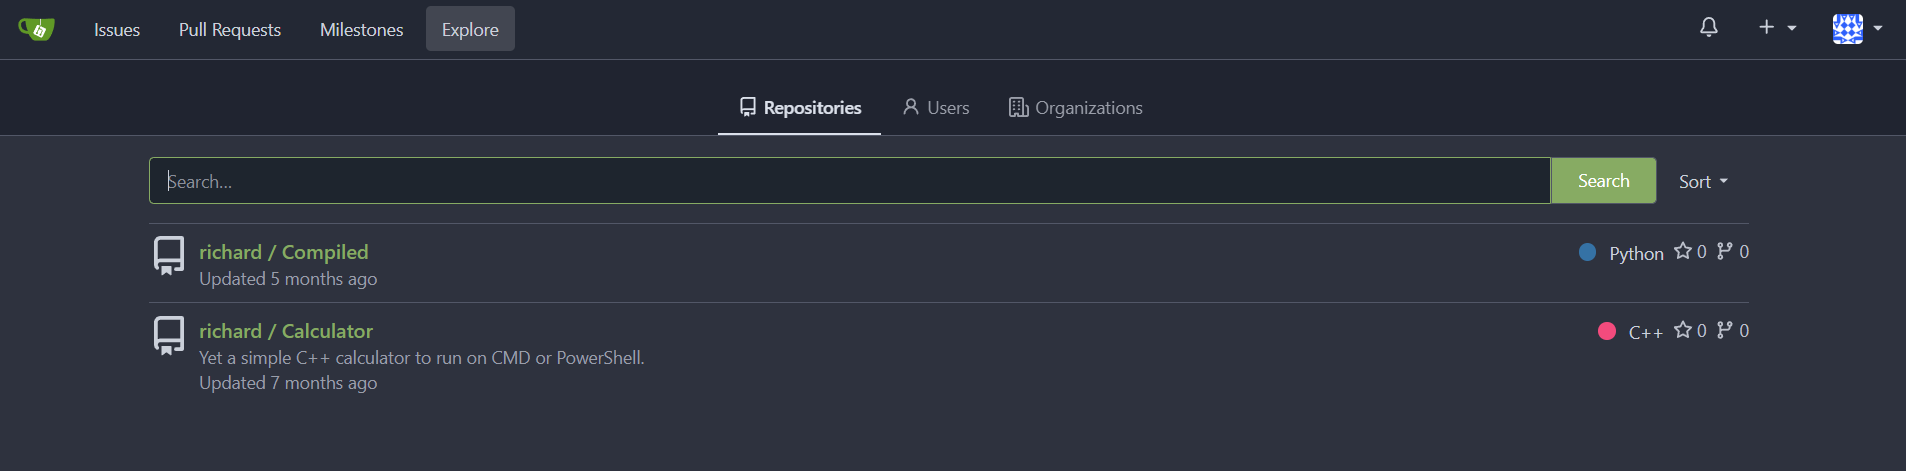 Issues Pull Requests Milestones Explore
Repositories Users Organizations
Search... Search Sort
richard / Compiled Python 0 0
Updated 5 months ago
richard / Calculator C++ 0 0
Yet a simple C++ calculator to run on CMD or PowerShell.
Updated 7 months ago